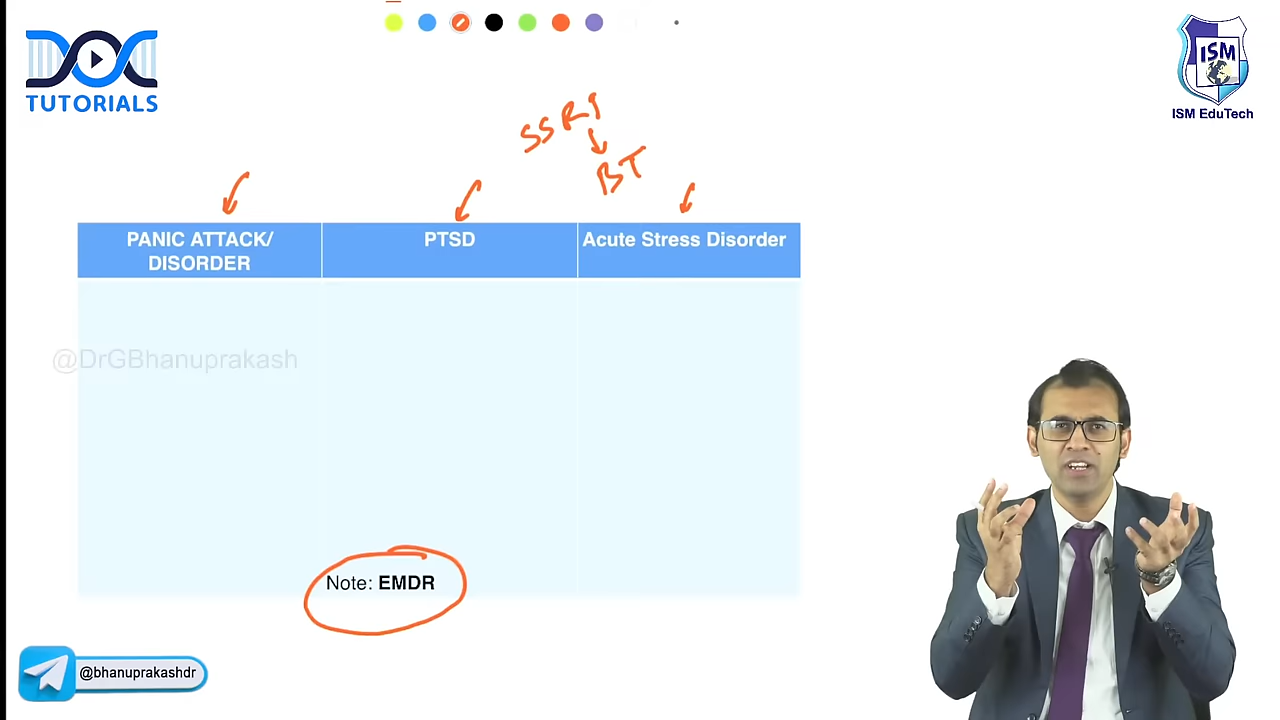 TUTORIALS
ISM
ISM EduTech
SSRI
BT
PANIC ATTACK/
DISORDER
PTSD
Acute Stress Disorder
@DrGBhanuprakash
Note: EMDR
@bhanuprakashdr